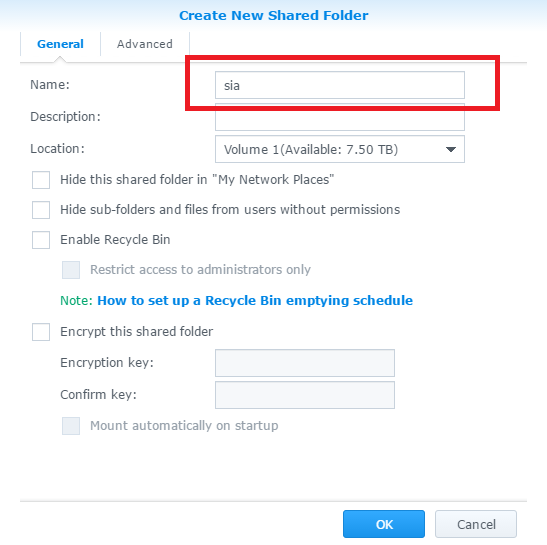 Create New Shared Folder
General Advanced
Name: sia
Description:
Location: Volume 1(Available: 7.50 TB)
Hide this shared folder in "My Network Places"
Hide sub-folders and files from users without permissions
Enable Recycle Bin
Restrict access to administrators only
Note: How to set up a Recycle Bin emptying schedule
Encrypt this shared folder
Encryption key:
Confirm key:
Mount automatically on startup
OK Cancel